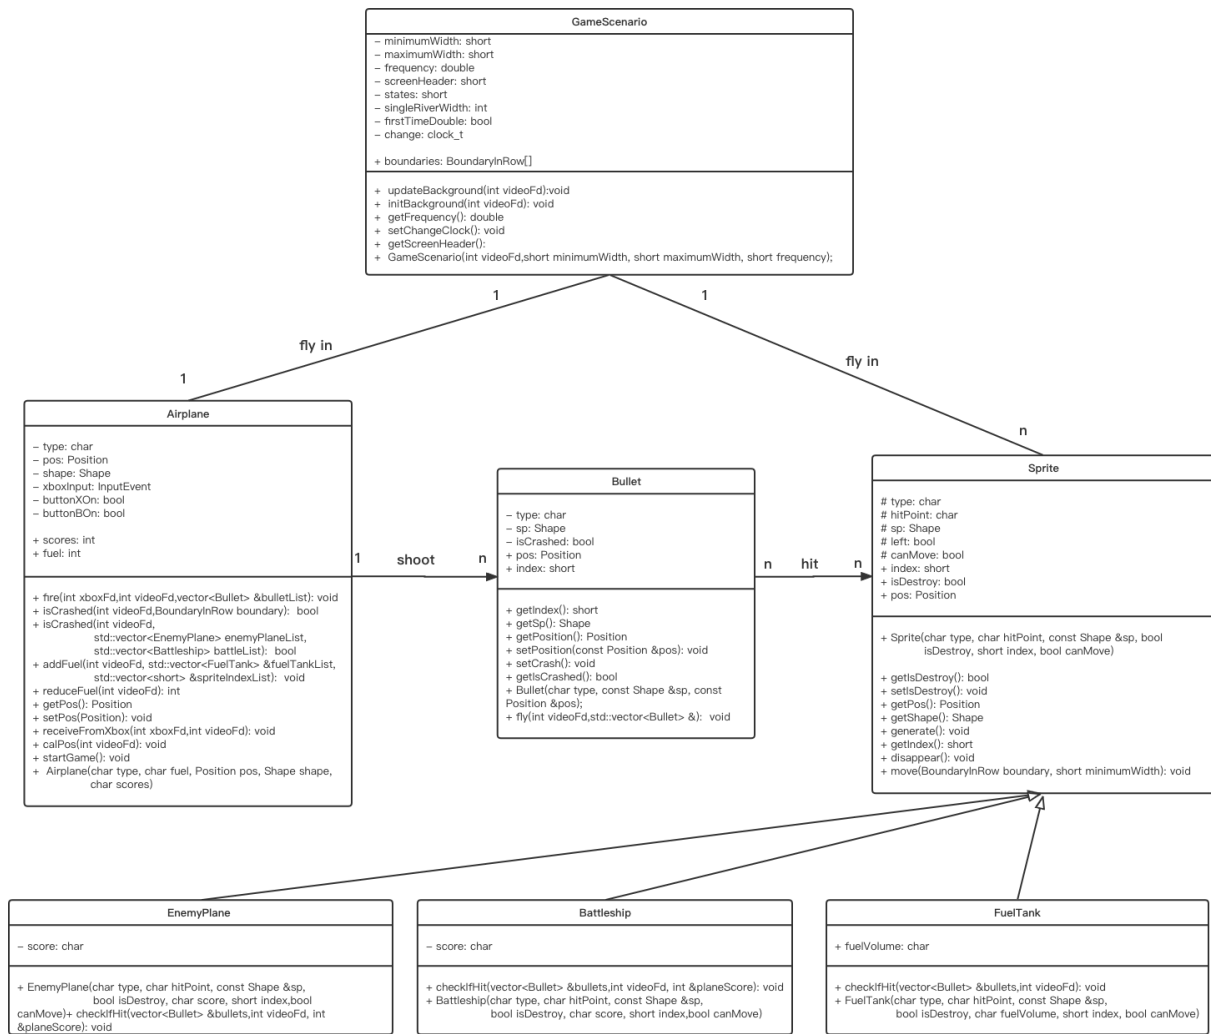 GameScenario
– minimumWidth: short
– maximumWidth: short
– frequency: double
– screenHeader: short
– states: short
– singleRiverWidth: int
– firstTimeDouble: bool
– change: clock_t
+ boundaries: BoundaryInRow[]
+ updateBackground(int videoFd):void
+ initBackground(int videoFd): void
+ getFrequency(): double
+ setChangeClock(): void
+ getScreenHeader():
+ GameScenario(int videoFd,short minimumWidth, short maximumWidth, short frequency);
1
1
fly in
fly in
1
n
Airplane
– type: char
– pos: Position
– shape: Shape
– xboxInput: InputEvent
– buttonXOn: bool
– buttonBOn: bool
+ scores: int
+ fuel: int
+ fire(int xboxFd,int videoFd,vector<Bullet> &bulletList): void
+ isCrashed(int videoFd,BoundaryInRow boundary): bool
+ isCrashed(int videoFd,
std::vector<EnemyPlane> enemyPlaneList,
std::vector<Battleship> battleList): bool
+ addFuel(int videoFd, std::vector<FuelTank> &fuelTankList,
std::vector<short> &spriteIndexList): void
+ reduceFuel(int videoFd): int
+ getPos(): Position
+ setPos(Position): void
+ receiveFromXbox(int xboxFd,int videoFd): void
+ calPos(int videoFd): void
+ startGame(): void
+ Airplane(char type, char fuel, Position pos, Shape shape,
char scores)
1
shoot
n
Bullet
– type: char
– sp: Shape
– isCrashed: bool
+ pos: Position
+ index: short
+ getIndex(): short
+ getSp(): Shape
+ getPosition(): Position
+ setPosition(const Position &pos): void
+ setCrash(): void
+ getIsCrashed(): bool
+ Bullet(char type, const Shape &sp, const
Position &pos);
+ fly(int videoFd,std::vector<Bullet> &): void
n
hit
n
Sprite
# type: char
# hitPoint: char
# sp: Shape
# left: bool
# canMove: bool
+ index: short
+ isDestroy: bool
+ pos: Position
+ Sprite(char type, char hitPoint, const Shape &sp, bool
isDestroy, short index, bool canMove)
+ getIsDestroy(): bool
+ setIsDestroy(): void
+ getPos(): Position
+ getShape(): Shape
+ generate(): void
+ getIndex(): short
+ disappear(): void
+ move(BoundaryInRow boundary, short minimumWidth): void
EnemyPlane
– score: char
+ EnemyPlane(char type, char hitPoint, const Shape &sp,
bool isDestroy, char score, short index,bool
canMove)+ checkIfHit(vector<Bullet> &bullets,int videoFd, int
&planeScore): void
Battleship
– score: char
+ checkIfHit(vector<Bullet> &bullets,int videoFd, int &planeScore): void
+ Battleship(char type, char hitPoint, const Shape &sp,
bool isDestroy, char score, short index,bool canMove)
FuelTank
+ fuelVolume: char
+ checkIfHit(vector<Bullet> &bullets,int videoFd): void
+ FuelTank(char type, char hitPoint, const Shape &sp,
bool isDestroy, char fuelVolume, short index, bool canMove)